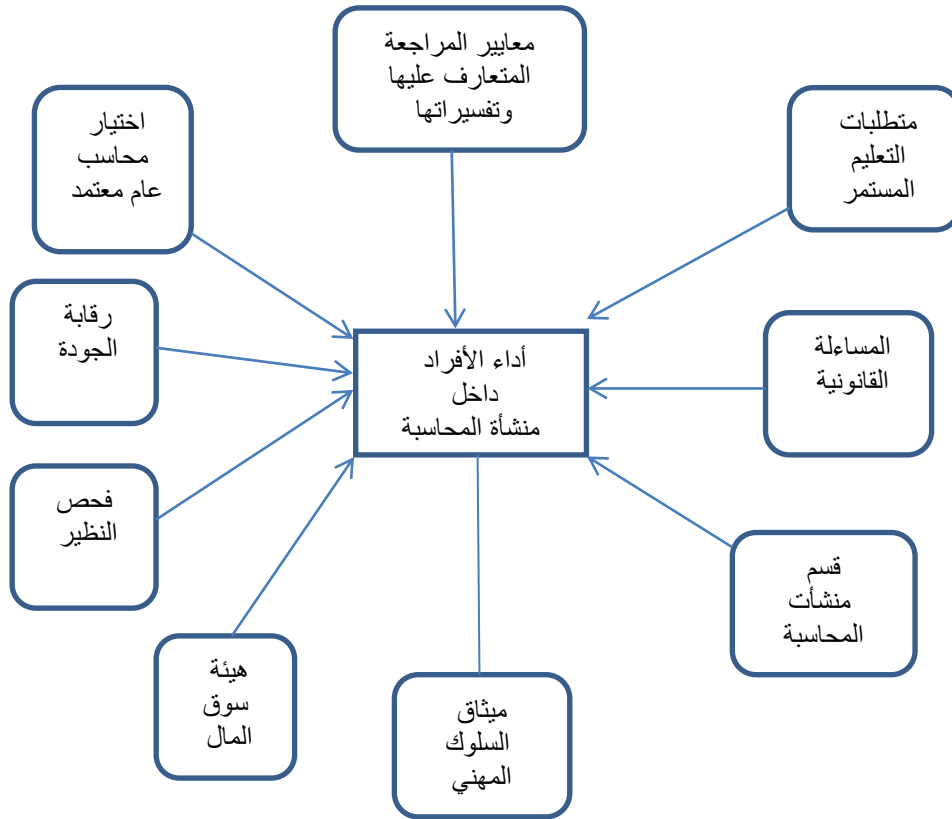 معايير المراجعة
المتعارف عليها
وتفسيراتها
متطلبات
التعليم
المستمر
اختيار
محاسب
عام معتمد
رقابة
الجودة
المساءلة
القانونية
أداء الأفراد
داخل
منشأة المحاسبة
فحص
النظير
قسم
منشأت
المحاسبة
هيئة
سوق
المال
ميثاق
السلوك
المهني